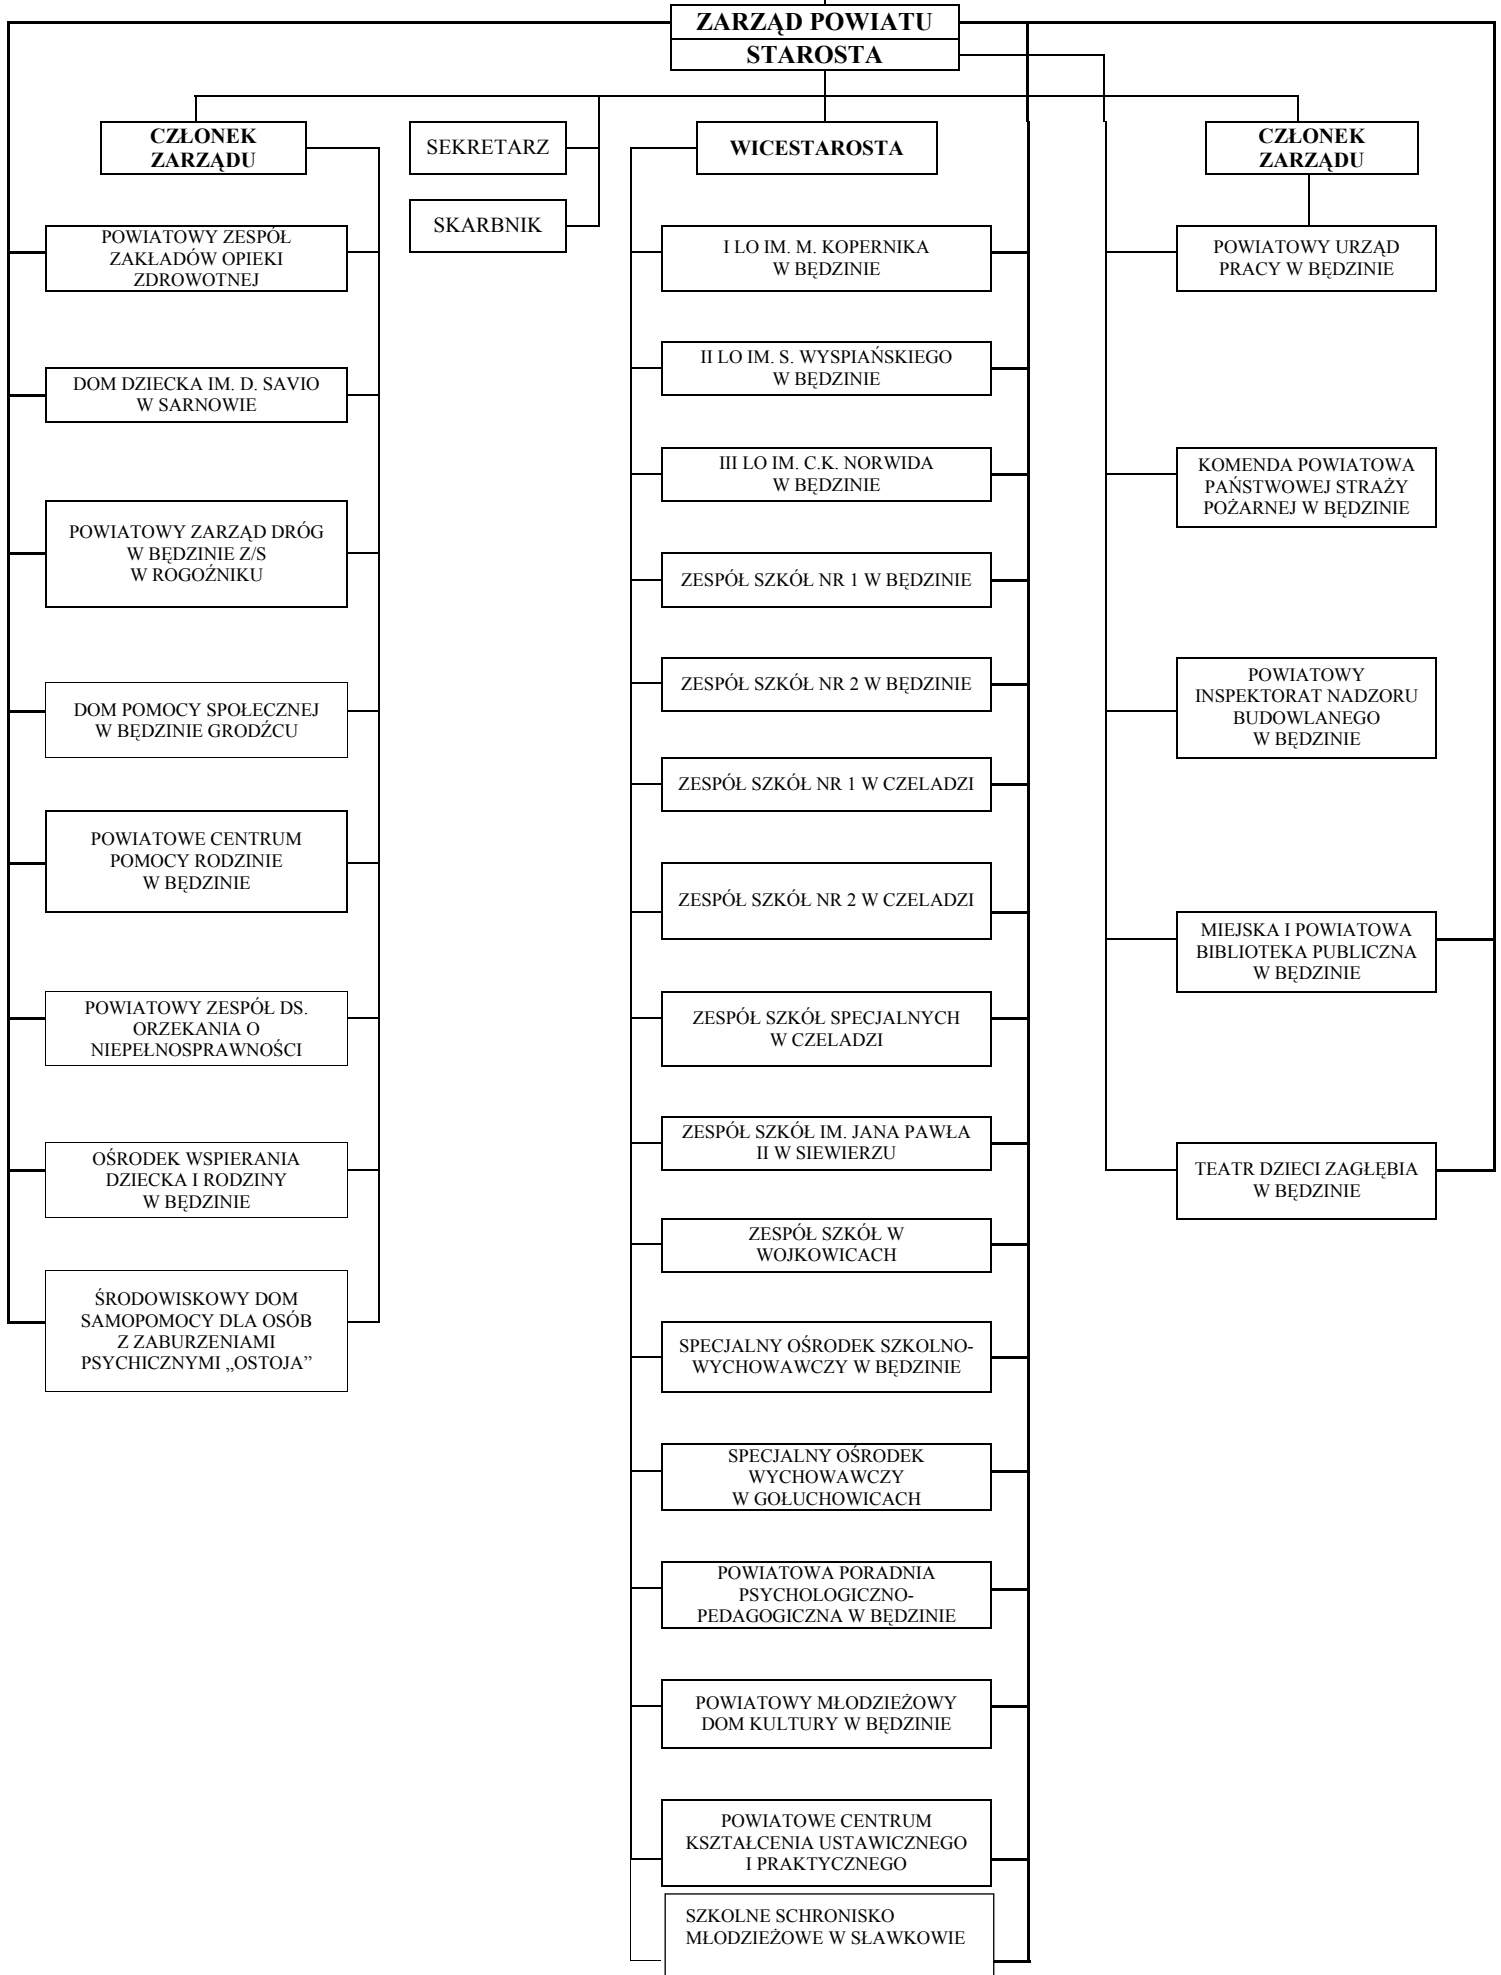 ZARZĄD POWIATU
STAROSTA
CZŁONEK
ZARZĄDU
SEKRETARZ
SKARBNIK
WICESTAROSTA
CZŁONEK
ZARZĄDU
POWIATOWY ZESPÓŁ
ZAKŁADÓW OPIEKI
ZDROWOTNEJ
DOM DZIECKA IM. D. SAVIO
W SARNOWIE
POWIATOWY ZARZĄD DRÓG
W BĘDZINIE Z/S
W ROGOŹNIKU
DOM POMOCY SPOŁECZNEJ
W BĘDZINIE GRODŹCU
POWIATOWE CENTRUM
POMOCY RODZINIE
W BĘDZINIE
POWIATOWY ZESPÓŁ DS.
ORZEKANIA O
NIEPEŁNOSPRAWNOŚCI
OŚRODEK WSPIERANIA
DZIECKA I RODZINY
W BĘDZINIE
ŚRODOWISKOWY DOM
SAMOPOMOCY DLA OSÓB
Z ZABURZENIAMI
PSYCHICZNYMI „OSTOJA”
I LO IM. M. KOPERNIKA
W BĘDZINIE
II LO IM. S. WYSPIAŃSKIEGO
W BĘDZINIE
III LO IM. C.K. NORWIDA
W BĘDZINIE
ZESPÓŁ SZKÓŁ NR 1 W BĘDZINIE
ZESPÓŁ SZKÓŁ NR 2 W BĘDZINIE
ZESPÓŁ SZKÓŁ NR 1 W CZELADZI
ZESPÓŁ SZKÓŁ NR 2 W CZELADZI
ZESPÓŁ SZKÓŁ SPECJALNYCH
W CZELADZI
ZESPÓŁ SZKÓŁ IM. JANA PAWŁA
II W SIEWIERZU
ZESPÓŁ SZKÓŁ W
WOJKOWICACH
SPECJALNY OŚRODEK SZKOLNO-
WYCHOWAWCZY W BĘDZINIE
SPECJALNY OŚRODEK
WYCHOWAWCZY
W GOŁUCHOWICACH
POWIATOWA PORADNIA
PSYCHOLOGICZNO-
PEDAGOGICZNA W BĘDZINIE
POWIATOWY MŁODZIEŻOWY
DOM KULTURY W BĘDZINIE
POWIATOWE CENTRUM
KSZTAŁCENIA USTAWICZNEGO
I PRAKTYCZNEGO
SZKOLNE SCHRONISKO
MŁODZIEŻOWE W SŁAWKOWIE
POWIATOWY URZĄD
PRACY W BĘDZINIE
KOMENDA POWIATOWA
PAŃSTWOWEJ STRAŻY
POŻARNEJ W BĘDZINIE
POWIATOWY
INSPEKTORAT NADZORU
BUDOWLANEGO
W BĘDZINIE
MIEJSKA I POWIATOWA
BIBLIOTEKA PUBLICZNA
W BĘDZINIE
TEATR DZIECI ZAGŁĘBIA
W BĘDZINIE